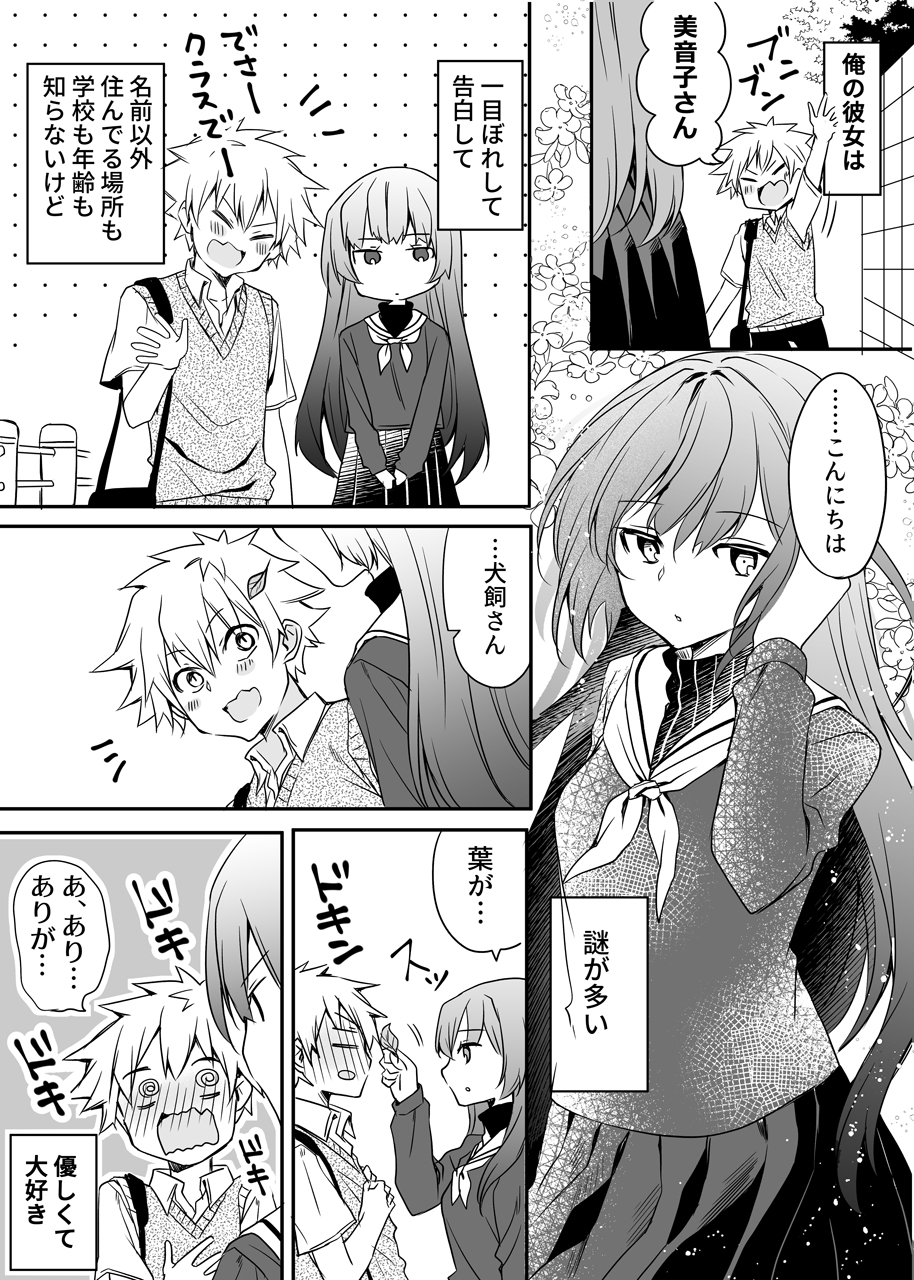 俺の彼女は
ブン
ブン
美音子さん
……こんにちは
謎が多い
一目ぼれして
告白して
でさー
クラスでー
名前以外
住んでる場所も
学校も年齢も
知らないけど
…犬飼さん
葉が…
スッ
ドキン
あ、あり…
ありが…
ドキ
ドキ
ドキ
優しくて
大好き